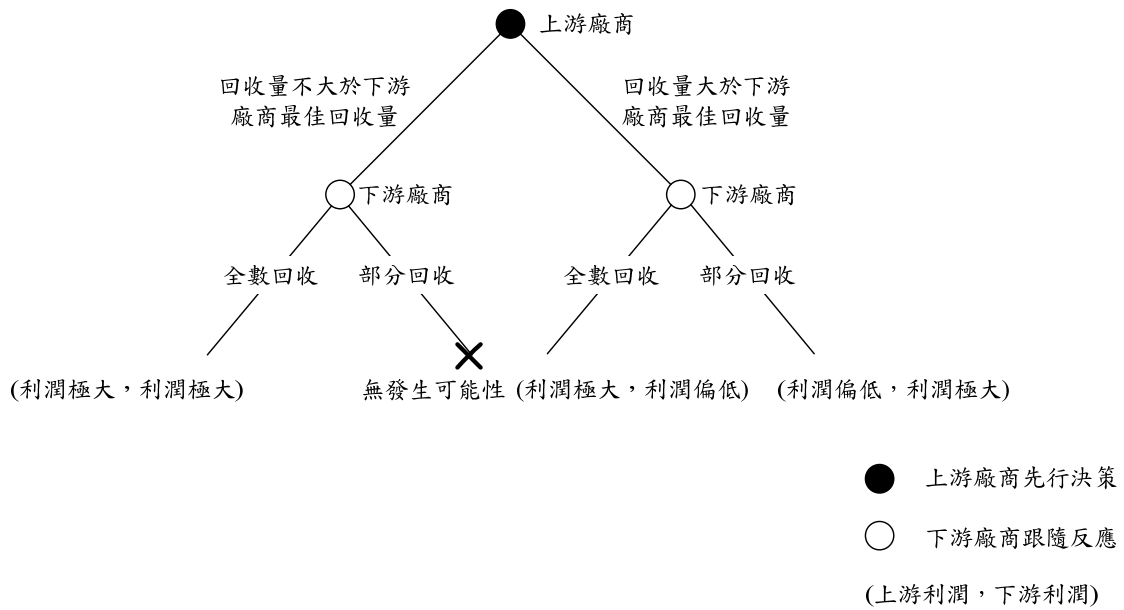 上游廠商
回收量不大於下游
廠商最佳回收量
回收量大於下游
廠商最佳回收量
下游廠商
下游廠商
全數回收
部分回收
全數回收
部分回收
(利潤極大，利潤極大)
無發生可能性
(利潤極大，利潤偏低)
(利潤偏低，利潤極大)
上游廠商先行決策
下游廠商跟隨反應
(上游利潤，下游利潤)